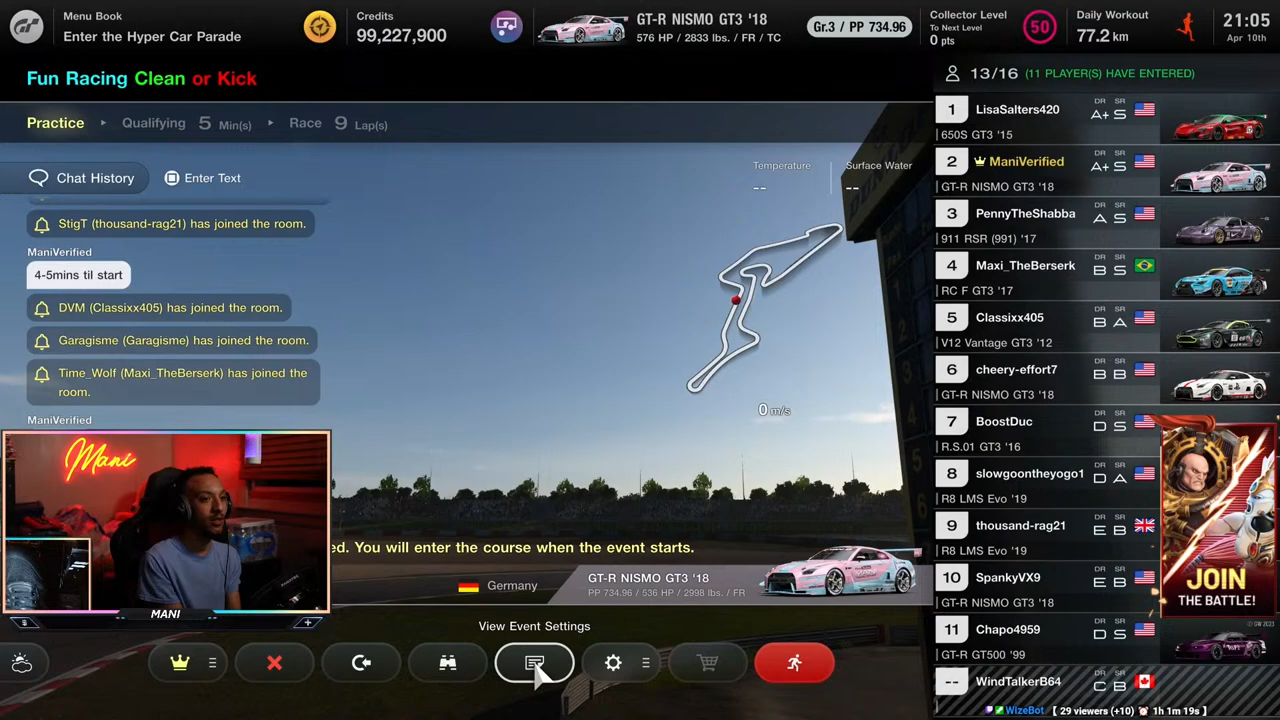 Menu Book
Enter the Hyper Car Parade
Credits
99,227,900
GT-R NISMO GT3 '18
576 HP / 2833 lbs. / FR / TC
Gr.3 / PP 734.96
Collector Level
To Next Level
0 pts
50
Daily Workout
77.2 km
21:05
Apr 10th
Fun Racing Clean or Kick
Practice
Qualifying 5 Min(s)
Race 9 Lap(s)
Chat History
Enter Text
StigT (thousand-rag21) has joined the room.
ManiVerified
4-5mins til start
DVM (Classixx405) has joined the room.
Garagisme (Garagisme) has joined the room.
Time_Wolf (Maxi_TheBerserk) has joined the
room.
ManiVerified
Mani
MANI
Temperature
--
Surface Water
--
0 m/s
ed. You will enter the course when the event starts.
Germany
GT-R NISMO GT3 '18
PP 734.96 / 536 HP / 2998 lbs. / FR
View Event Settings
13/16 (11 PLAYER(S) HAVE ENTERED)
1 LisaSalters420 DR A+ SR S
650S GT3 '15
2 ManiVerified DR A+ SR S
GT-R NISMO GT3 '18
3 PennyTheShabba DR A SR S
911 RSR (991) '17
4 Maxi_TheBerserk DR B SR S
RC F GT3 '17
5 Classixx405 DR B SR A
V12 Vantage GT3 '12
6 cheery-effort7 DR B SR B
GT-R NISMO GT3 '18
7 BoostDuc DR D SR S
R.S.01 GT3 '16
8 slowgoontheyogo1 DR D SR A
R8 LMS Evo '19
9 thousand-rag21 DR E SR B
R8 LMS Evo '19
10 SpankyVX9 DR E SR B
GT-R NISMO GT3 '18
11 Chapo4959 DR D SR S
GT-R GT500 '99
-- WindTalkerB64 DR C SR B
JOIN
THE BATTLE!
© GW 2023
WizeBot [ 29 viewers (+10) 1h 1m 19s ]